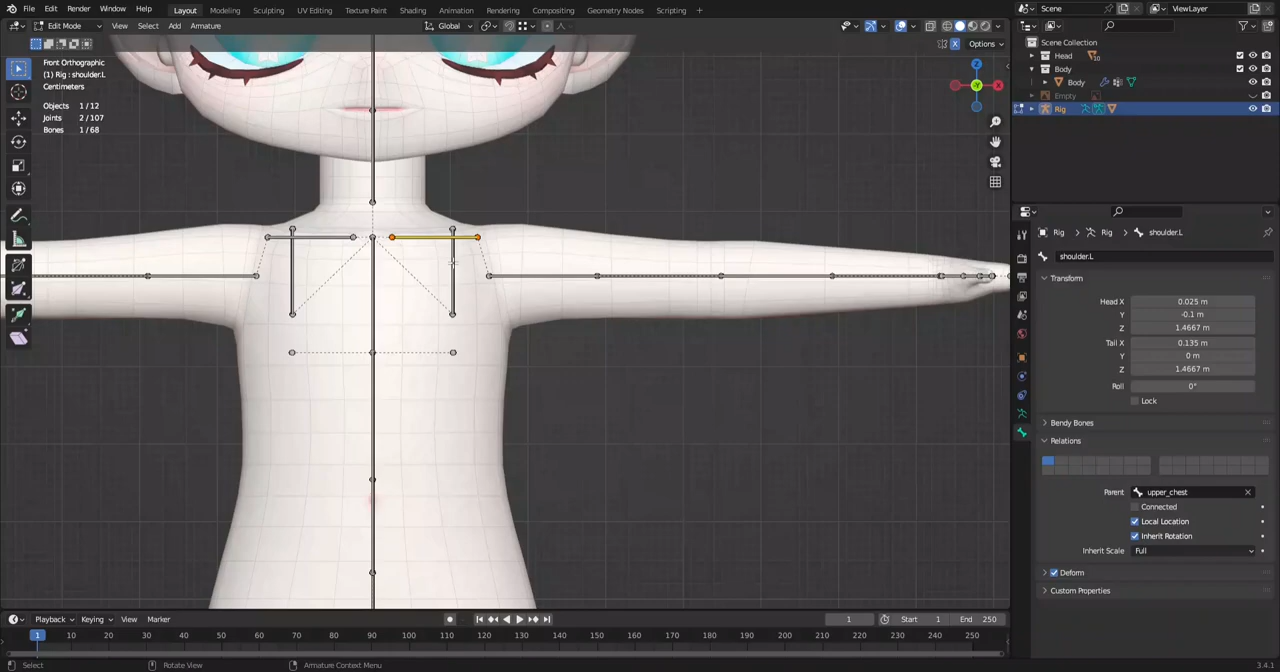 File Edit Render Window Help Layout Modeling Sculpting UV Editing Texture Paint Shading Animation Rendering Compositing Geometry Nodes Scripting + Scene ViewLayer
Edit Mode View Select Add Armature Global
Options
Front Orthographic
(1) Rig : shoulder.L
Centimeters
Objects 1 / 12
Joints 2 / 107
Bones 1 / 68
X
Z
Y
X
Scene Collection
Head 10
Body
Body
Empty
Rig
Rig Rig shoulder.L
shoulder.L
Transform
Head X 0.025 m
Y -0.1 m
Z 1.4667 m
Tail X 0.135 m
Y 0 m
Z 1.4667 m
Roll 0°
Lock
Bendy Bones
Relations
Parent upper_chest
Connected
Local Location
Inherit Rotation
Inherit Scale Full
Deform
Custom Properties
Playback Keying View Marker 1 Start 1 End 250
1 10 20 30 40 50 60 70 80 90 100 110 120 130 140 150 160 170 180 190 200 210 220 230 240 250
Select Rotate View Armature Context Menu 3.4.1